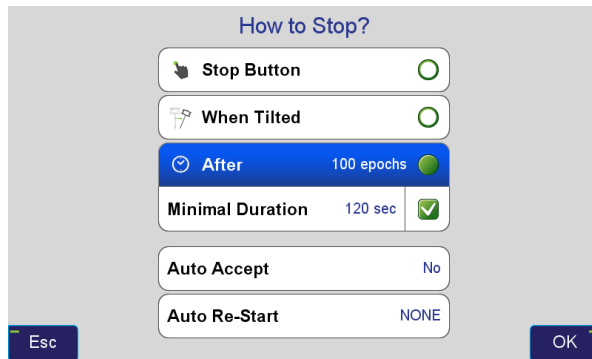 How to Stop?
Stop Button
When Tilted
After 100 epochs
Minimal Duration 120 sec
Auto Accept No
Auto Re-Start NONE
Esc OK